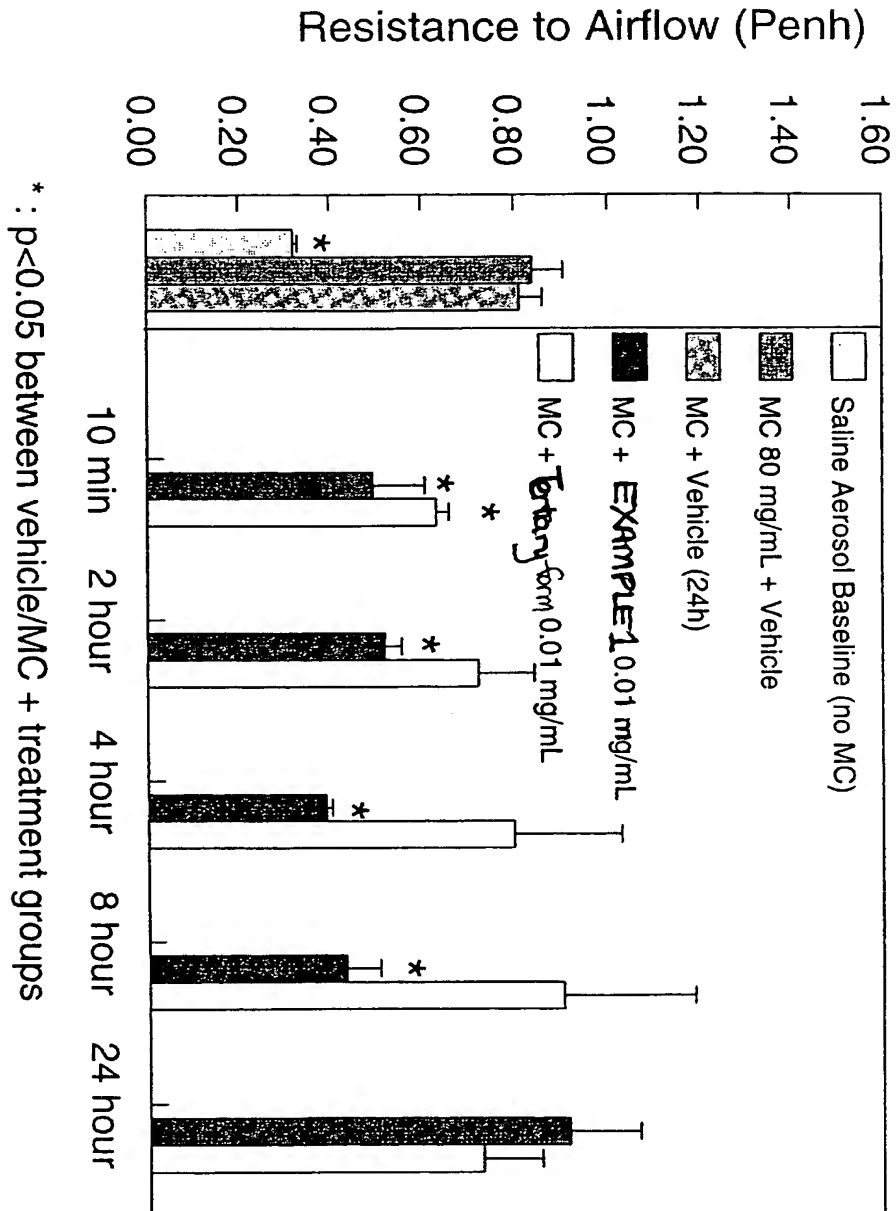 Resistance to Airflow (Penh)
1.60
1.40
1.20
1.00
0.80
0.60
0.40
0.20
0.00
Saline Aerosol Baseline (no MC)
MC 80 mg/mL + Vehicle
MC + Vehicle (24h)
MC + EXAMPLE 1 0.01 mg/mL
MC + Tertiary form 0.01 mg/mL
*
* *
*
*
*
10 min 2 hour 4 hour 8 hour 24 hour
* : p<0.05 between vehicle/MC + treatment groups